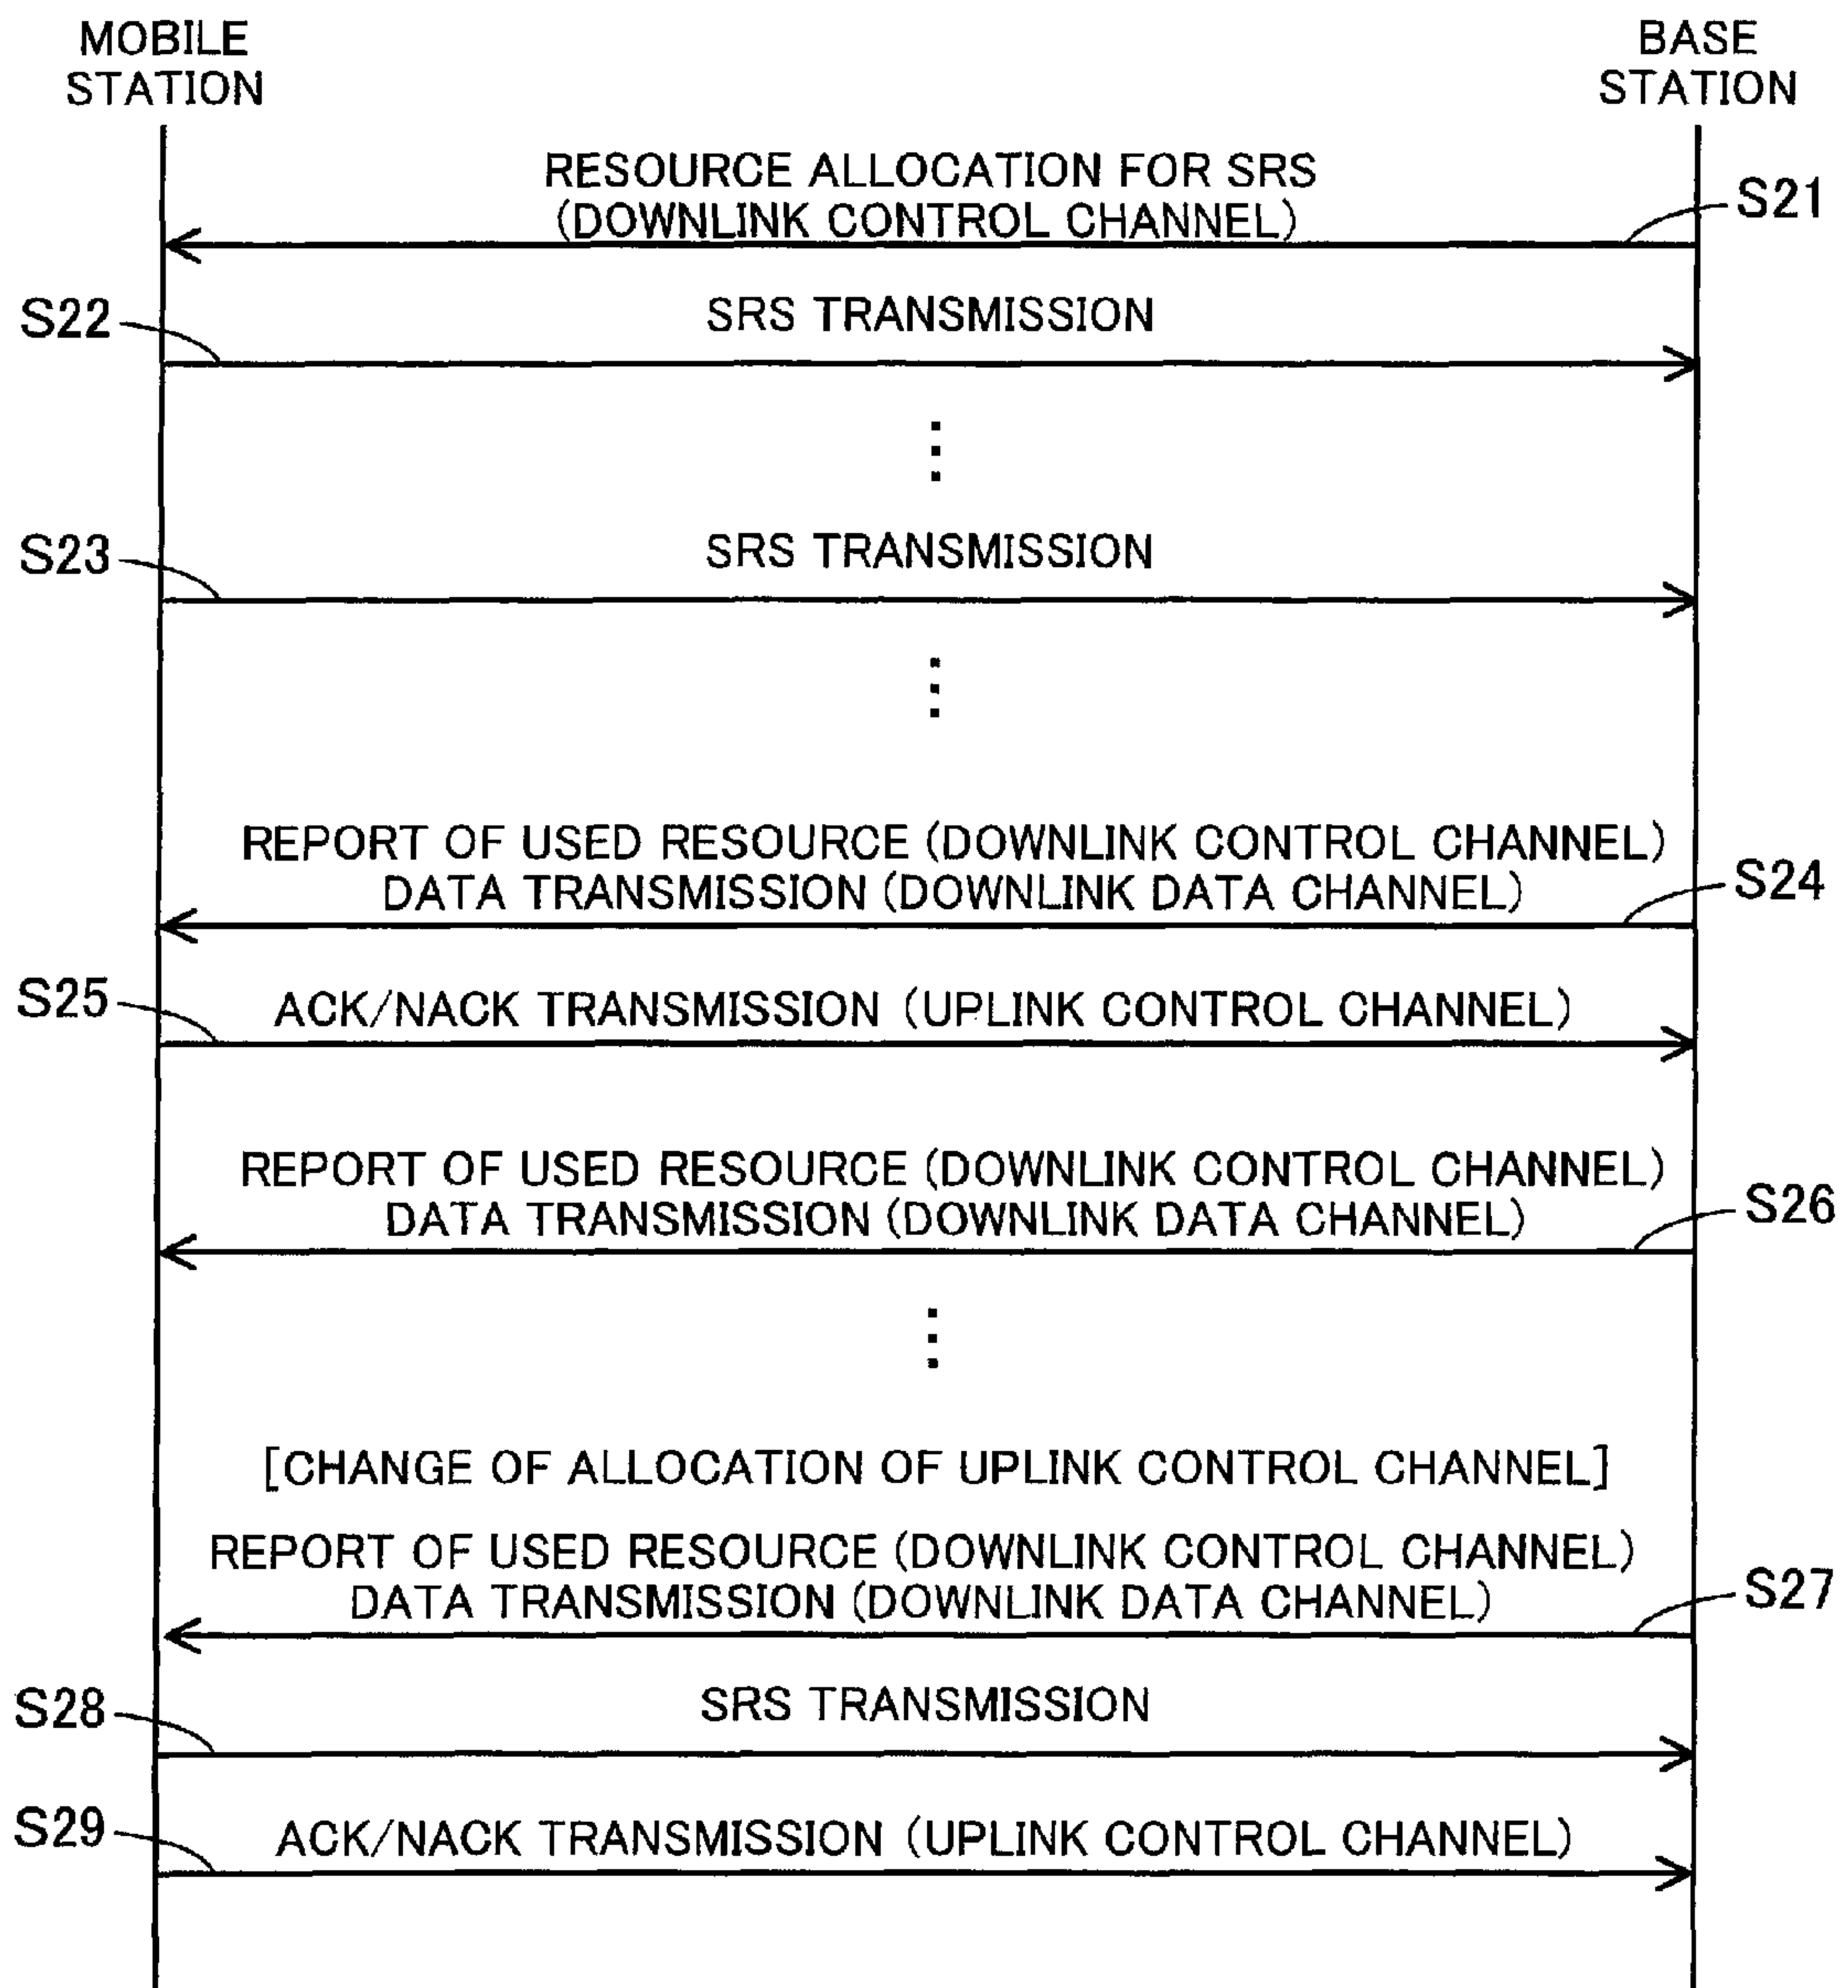 MOBILE
STATION
BASE
STATION
RESOURCE ALLOCATION FOR SRS
(DOWNLINK CONTROL CHANNEL)
S21
S22
SRS TRANSMISSION
S23
SRS TRANSMISSION
REPORT OF USED RESOURCE (DOWNLINK CONTROL CHANNEL)
DATA TRANSMISSION (DOWNLINK DATA CHANNEL)
S24
S25
ACK/NACK TRANSMISSION (UPLINK CONTROL CHANNEL)
REPORT OF USED RESOURCE (DOWNLINK CONTROL CHANNEL)
DATA TRANSMISSION (DOWNLINK DATA CHANNEL)
S26
[CHANGE OF ALLOCATION OF UPLINK CONTROL CHANNEL]
REPORT OF USED RESOURCE (DOWNLINK CONTROL CHANNEL)
DATA TRANSMISSION (DOWNLINK DATA CHANNEL)
S27
S28
SRS TRANSMISSION
S29
ACK/NACK TRANSMISSION (UPLINK CONTROL CHANNEL)